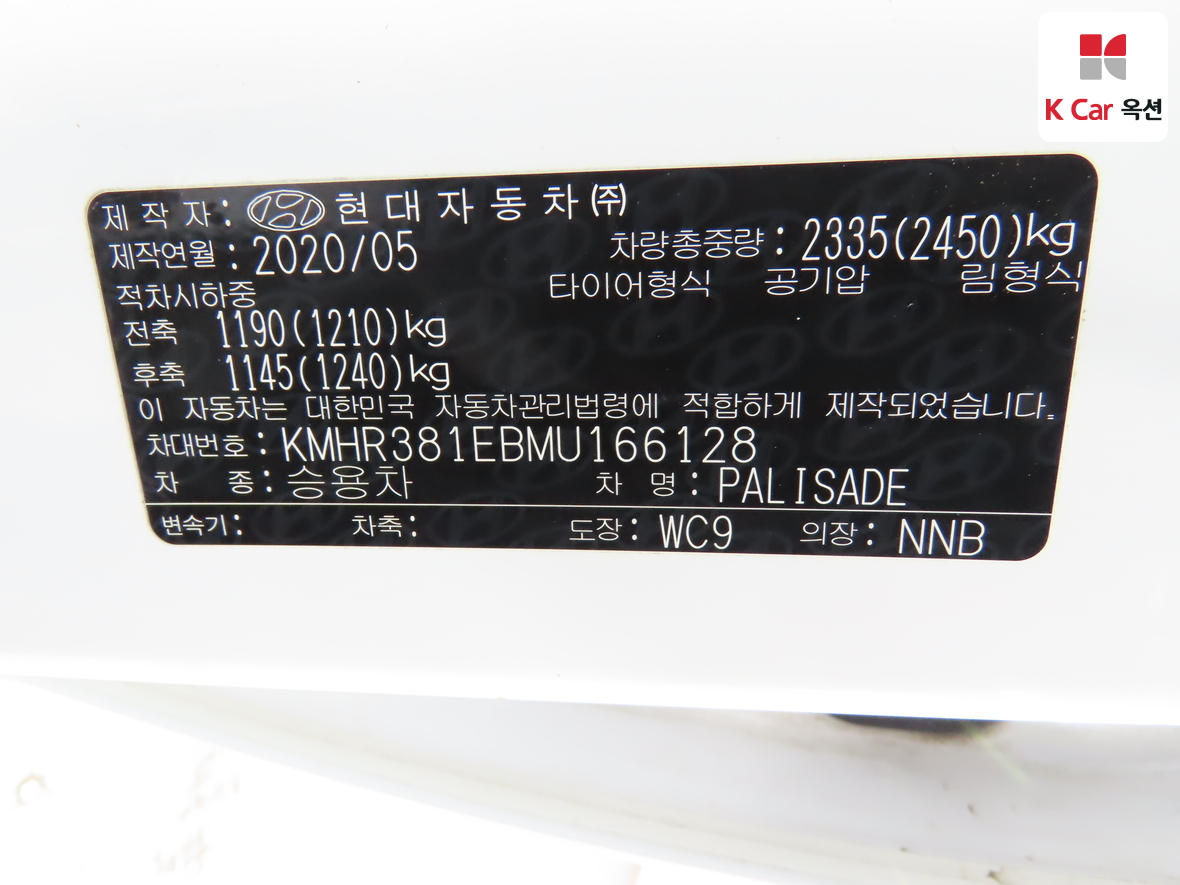 K Car 옥션
제 작 자 : 현 대 자 동 차 ㈜
제작연월 : 2020/05 차량총중량 : 2335(2450)kg
적차시하중 타이어형식 공기압 림형식
전축 1190(1210)kg
후축 1145(1240)kg
이 자동차는 대한민국 자동차관리법령에 적합하게 제작되었습니다.
차대번호 : KMHR381EBMU166128
차 종 : 승용차 차 명 : PALISADE
변속기 : 차축 : 도장 : WC9 의장 : NNB